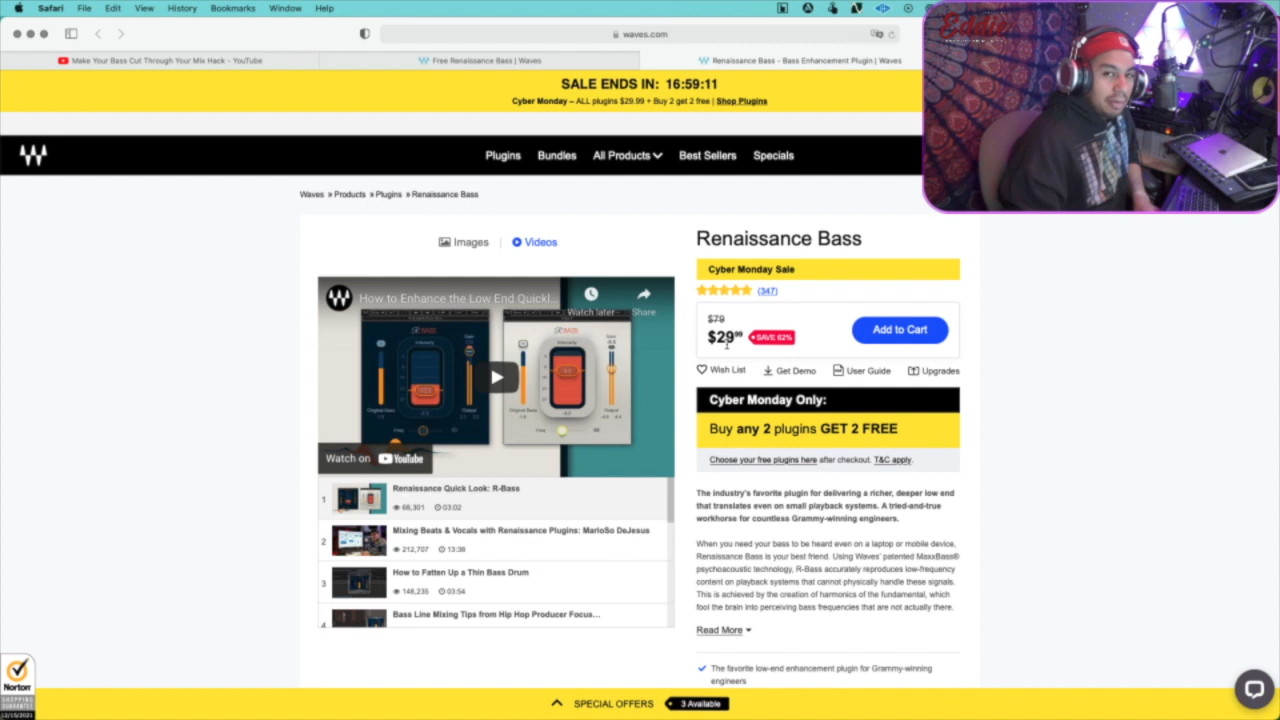 Safari File Edit View History Bookmarks Window Help
waves.com
Make Your Bass Cut Through Your Mix Hack - YouTube
Free Renaissance Bass | Waves
Renaissance Bass - Bass Enhancement Plugin | Waves
Eddie
SALE ENDS IN: 16:59:11
Cyber Monday – ALL plugins $29.99 + Buy 2 get 2 free | Shop Plugins
Plugins Bundles All Products Best Sellers Specials
Waves » Products » Plugins » Renaissance Bass
Images | Videos
How to Enhance the Low End Quickl...
Watch later
Share
Watch on YouTube
1 Renaissance Quick Look: R-Bass
68,301 03:02
2 Mixing Beats & Vocals with Renaissance Plugins: MarioSo DeJesus
212,707 13:38
3 How to Fatten Up a Thin Bass Drum
148,235 03:54
4 Bass Line Mixing Tips from Hip Hop Producer Focus...
Renaissance Bass
Cyber Monday Sale
(347)
$79
$29.99 SAVE 62%
Add to Cart
Wish List Get Demo User Guide Upgrades
Cyber Monday Only:
Buy any 2 plugins GET 2 FREE
Choose your free plugins here after checkout. T&C apply.
The industry's favorite plugin for delivering a richer, deeper low end
that translates even on small playback systems. A tried-and-true
workhorse for countless Grammy-winning engineers.
When you need your bass to be heard even on a laptop or mobile device,
Renaissance Bass is your best friend. Using Waves' patented MaxxBass®
psychoacoustic technology, R-Bass accurately reproduces low-frequency
content on playback systems that cannot physically handle these signals.
This is achieved by the creation of harmonics of the fundamental, which
fool the brain into perceiving bass frequencies that are not actually there.
Read More
The favorite low-end enhancement plugin for Grammy-winning
engineers
Norton
SHOPPING
GUARANTEE
12/15/2021
SPECIAL OFFERS 3 Available